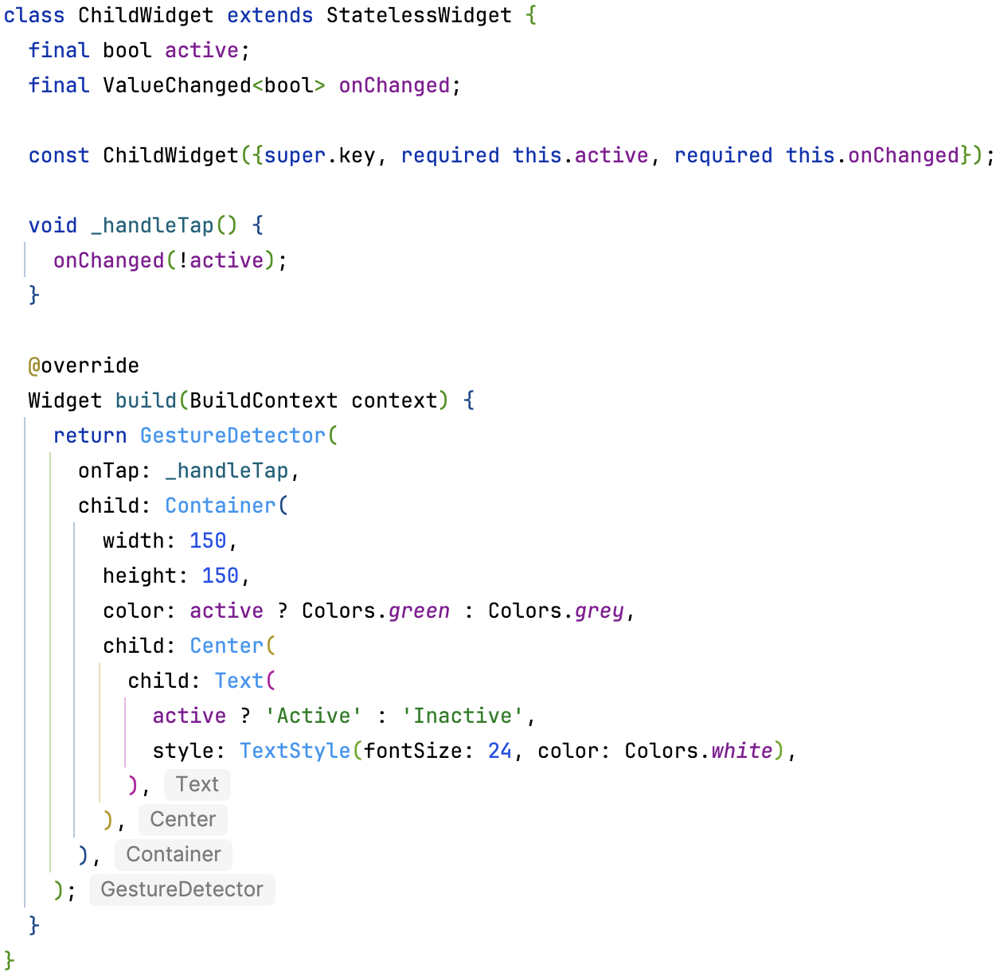 class ChildWidget extends StatelessWidget {
  final bool active;
  final ValueChanged<bool> onChanged;

  const ChildWidget({super.key, required this.active, required this.onChanged});

  void _handleTap() {
    onChanged(!active);
  }

  @override
  Widget build(BuildContext context) {
    return GestureDetector(
      onTap: _handleTap,
      child: Container(
        width: 150,
        height: 150,
        color: active ? Colors.green : Colors.grey,
        child: Center(
          child: Text(
            active ? 'Active' : 'Inactive',
            style: TextStyle(fontSize: 24, color: Colors.white),
          ), Text
        ), Center
      ), Container
    ); GestureDetector
  }
}